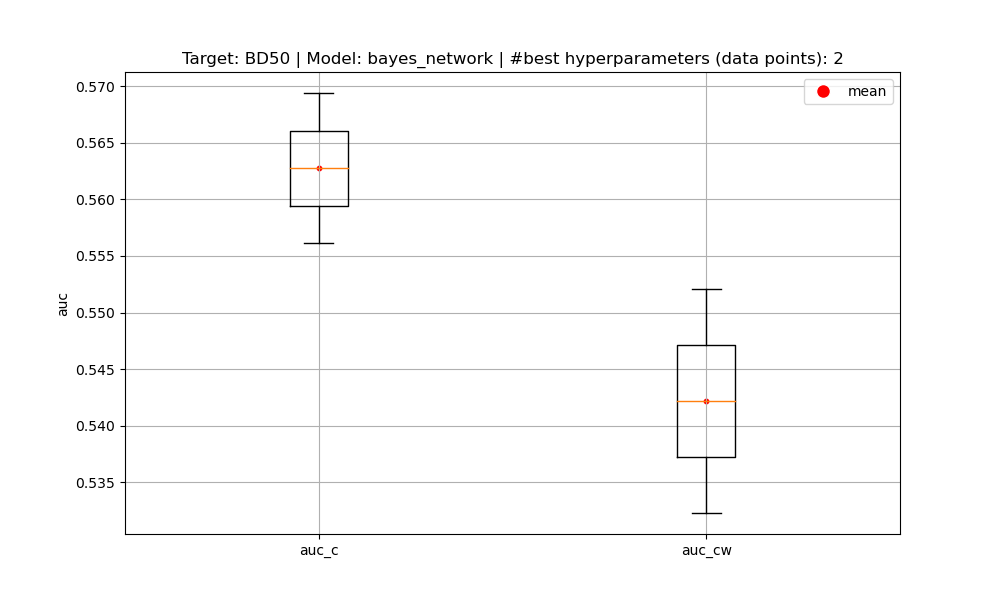 Target: BD50 | Model: bayes_network | #best hyperparameters (data points): 2
mean
0.570
0.565
0.560
0.555
0.550
0.545
0.540
0.535
auc
auc_c
auc_cw